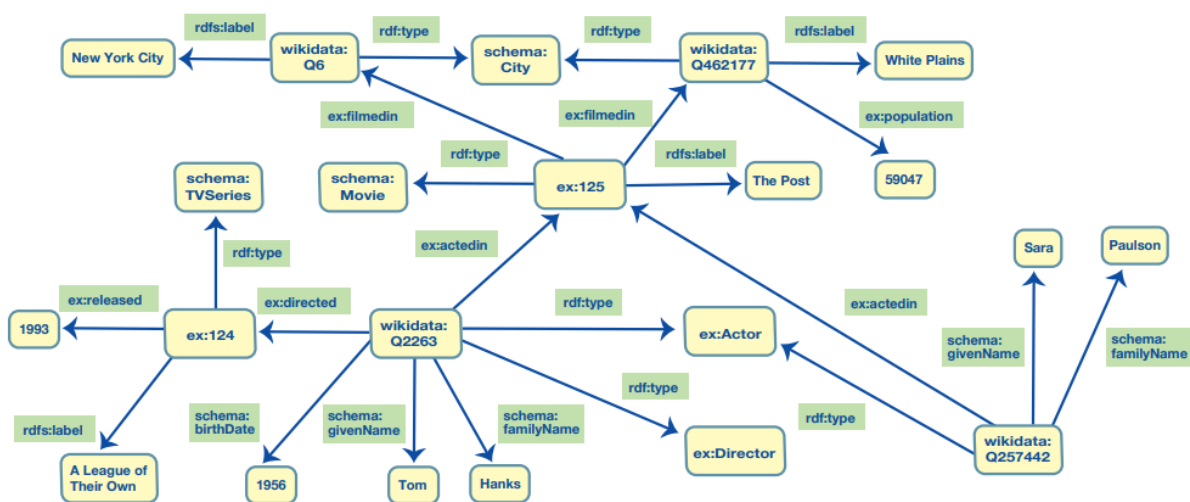 rdfs:label
rdf:type
rdf:type
rdfs:label
New York City
wikidata:
Q6
schema:
City
wikidata:
Q462177
White Plains
ex:filmedin
ex:filmedin
ex:population
rdf:type
rdfs:label
schema:
TVSeries
schema:
Movie
ex:125
The Post
59047
rdf:type
ex:actedin
Sara
Paulson
ex:released
ex:directed
rdf:type
ex:actedin
1993
ex:124
wikidata:
Q2263
ex:Actor
schema:
givenName
schema:
familyName
rdfs:label
schema:
birthDate
schema:
givenName
schema:
familyName
rdf:type
rdf:type
A League of
Their Own
1956
Tom
Hanks
ex:Director
wikidata:
Q257442